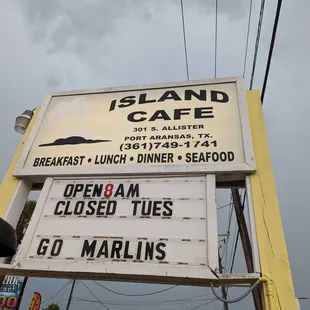 ISLAND CAFE
301 S. ALLISTER
PORT ARANSAS, TX
(361)749-1741
BREAKFAST • LUNCH • DINNER • SEAFOOD
OPEN 8 AM
CLOSED TUES
GO MARLINS